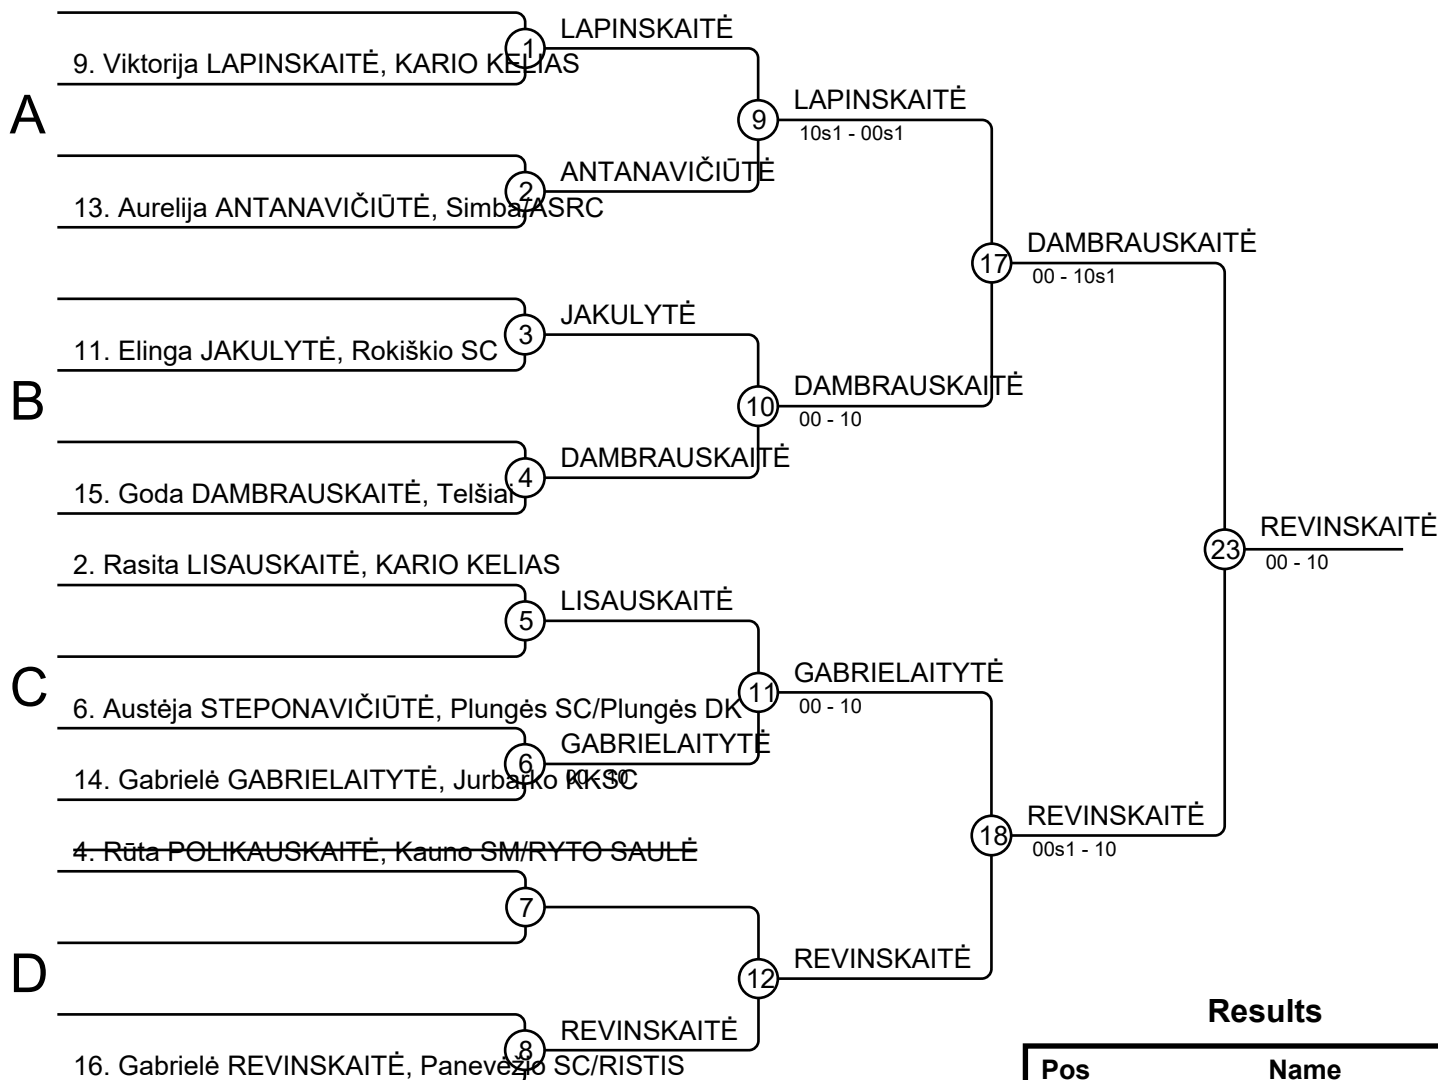 LAPINSKAITĖ
1
9. Viktorija LAPINSKAITĖ, KARIO KELIAS
A
LAPINSKAITĖ
9
10s1 - 00s1
ANTANAVIČIŪTĖ
2
13. Aurelija ANTANAVIČIŪTĖ, Simba/ASRC
DAMBRAUSKAITĖ
17
00 - 10s1
JAKULYTĖ
3
11. Elinga JAKULYTĖ, Rokiškio SC
B
DAMBRAUSKAITĖ
10
00 - 10
DAMBRAUSKAITĖ
4
15. Goda DAMBRAUSKAITĖ, Telšiai
REVINSKAITĖ
23
00 - 10
2. Rasita LISAUSKAITĖ, KARIO KELIAS
LISAUSKAITĖ
5
C
GABRIELAITYTĖ
11
00 - 10
6. Austėja STEPONAVIČIŪTĖ, Plungės SC/Plungės DK
GABRIELAITYTĖ
6
00 - 10
14. Gabrielė GABRIELAITYTĖ, Jurbarko KKSC
REVINSKAITĖ
18
00s1 - 10
4. Rūta POLIKAUSKAITĖ, Kauno SM/RYTO SAULĖ
7
D
REVINSKAITĖ
12
REVINSKAITĖ
8
16. Gabrielė REVINSKAITĖ, Panevėžio SC/RISTIS
Results
Pos Name